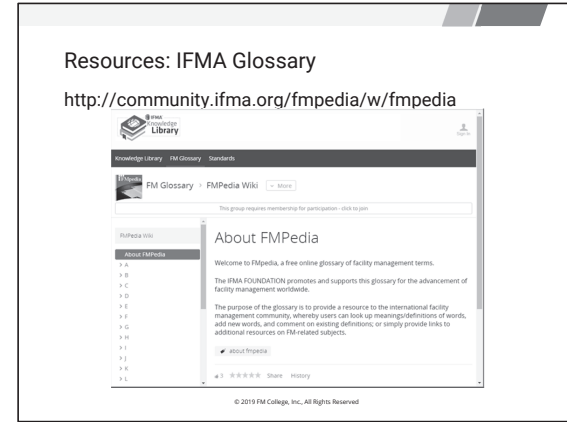 Resources: IFMA Glossary
http://community.ifma.org/fmpedia/w/fmpedia
IFMA
Knowledge
Library
Sign In
Knowledge Library FM Glossary Standards
FMpedia
FM Glossary > FMPedia Wiki More
This group requires membership for participation - click to join
FMPedia Wiki
About FMPedia
> A
> B
> C
> D
> E
> F
> G
> H
> I
> J
> K
> L
About FMPedia
Welcome to FMpedia, a free online glossary of facility management terms.
The IFMA FOUNDATION promotes and supports this glossary for the advancement of
facility management worldwide.
The purpose of the glossary is to provide a resource to the international facility
management community, whereby users can look up meanings/definitions of words,
add new words, and comment on existing definitions; or simply provide links to
additional resources on FM-related subjects.
about fmpedia
3 Share History
© 2019 FM College, Inc., All Rights Reserved